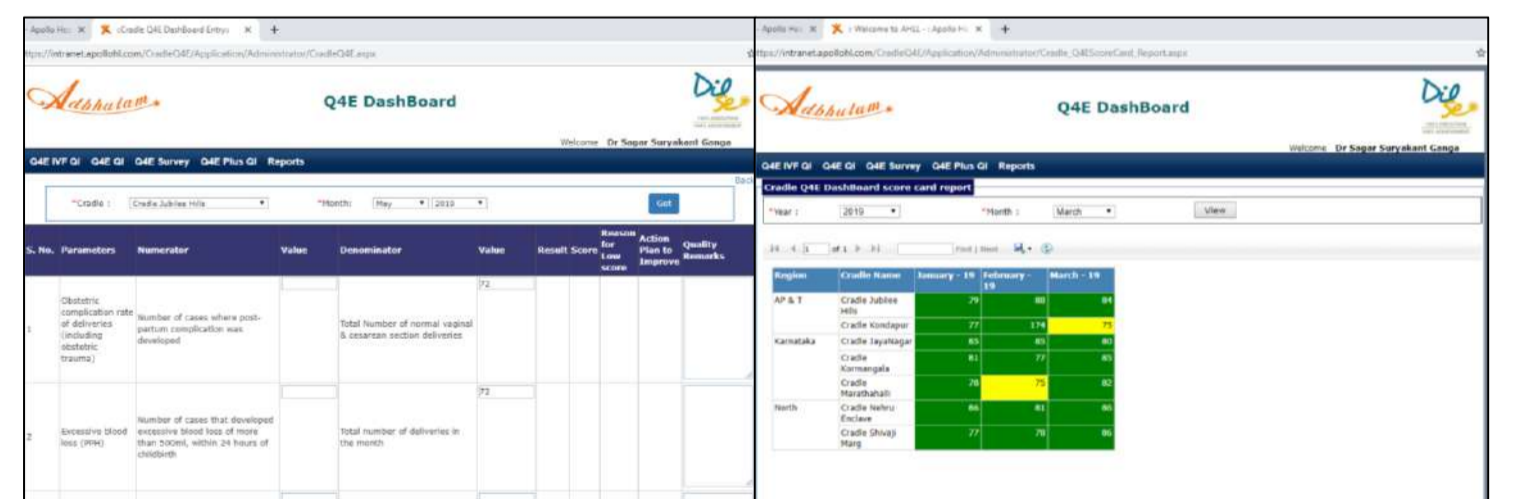 Apollo Hos
:Cradle Q4E DashBoard Entry:
ttps://intranet.apollohl.com/CradleQ4E/Application/Administrator/CradleQ4E.aspx
Adbhutam
Q4E DashBoard
Dil
Se
Welcome Dr Sagar Suryakant Ganga
Q4E IVF QI Q4E QI Q4E Survey Q4E Plus QI Reports
Back
*Cradle : Cradle Jubilee Hills *Month: May 2019 Get
S. No. Parameters Numerator Value Denominator Value Result Score Reason for Low score Action Plan to Improve Quality Remarks
1 Obstetric complication rate of deliveries (including obstetric trauma) Number of cases where post-partum complication was developed Total Number of normal vaginal & cesarean section deliveries 72
2 Excessive blood loss (PPH) Number of cases that developed excessive blood loss of more than 500ml, within 24 hours of childbirth Total number of deliveries in the month 72
Apollo Hos
: Welcome to AHLL - : Apollo H
ttps://intranet.apollohl.com/CradleQ4E/Application/Administrator/Cradle_Q4EScoreCard_Report.aspx
Adbhutam
Q4E DashBoard
Dil
Se
Welcome Dr Sagar Suryakant Ganga
Q4E IVF QI Q4E QI Q4E Survey Q4E Plus QI Reports
Cradle Q4E DashBoard score card report
*Year : 2019 *Month : March View
1 of 1 Find | Next
Region Cradle Name January - 19 February - 19 March - 19
AP & T Cradle Jubilee Hills 79 80 84
Cradle Kondapur 77 174 75
Karnataka Cradle JayaNagar 85 85 80
Cradle Kormangala 81 77 85
Cradle Marathahalli 78 75 82
North Cradle Nehru Enclave 86 81 86
Cradle Shivaji Marg 77 78 86